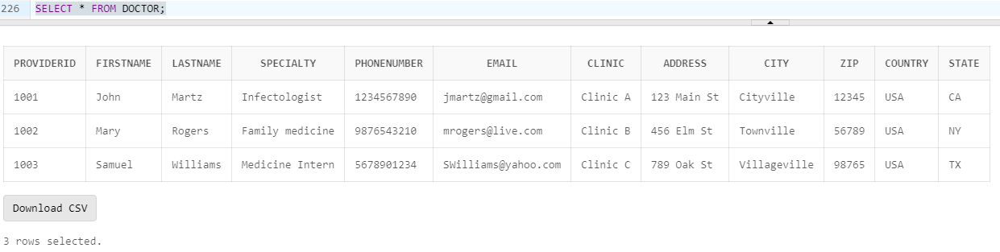 226 SELECT * FROM DOCTOR;
PROVIDERID FIRSTNAME LASTNAME SPECIALTY PHONENUMBER EMAIL CLINIC ADDRESS CITY ZIP COUNTRY STATE
1001 John Martz Infectologist 1234567890 jmartz@gmail.com Clinic A 123 Main St Cityville 12345 USA CA
1002 Mary Rogers Family medicine 9876543210 mrogers@live.com Clinic B 456 Elm St Townville 56789 USA NY
1003 Samuel Williams Medicine Intern 5678901234 SWilliams@yahoo.com Clinic C 789 Oak St Villageville 98765 USA TX
Download CSV
3 rows selected.